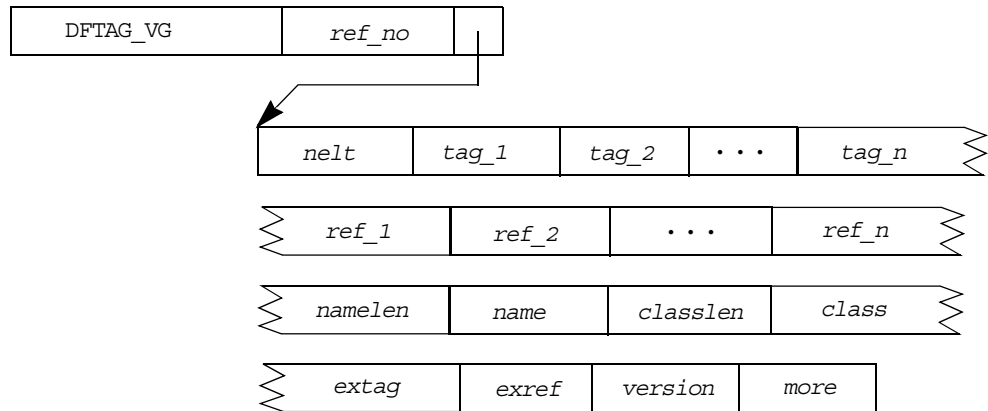 DFTAG_VG ref_no
nelt tag_1 tag_2 ... tag_n
ref_1 ref_2 ... ref_n
namelen name classlen class
extag exref version more